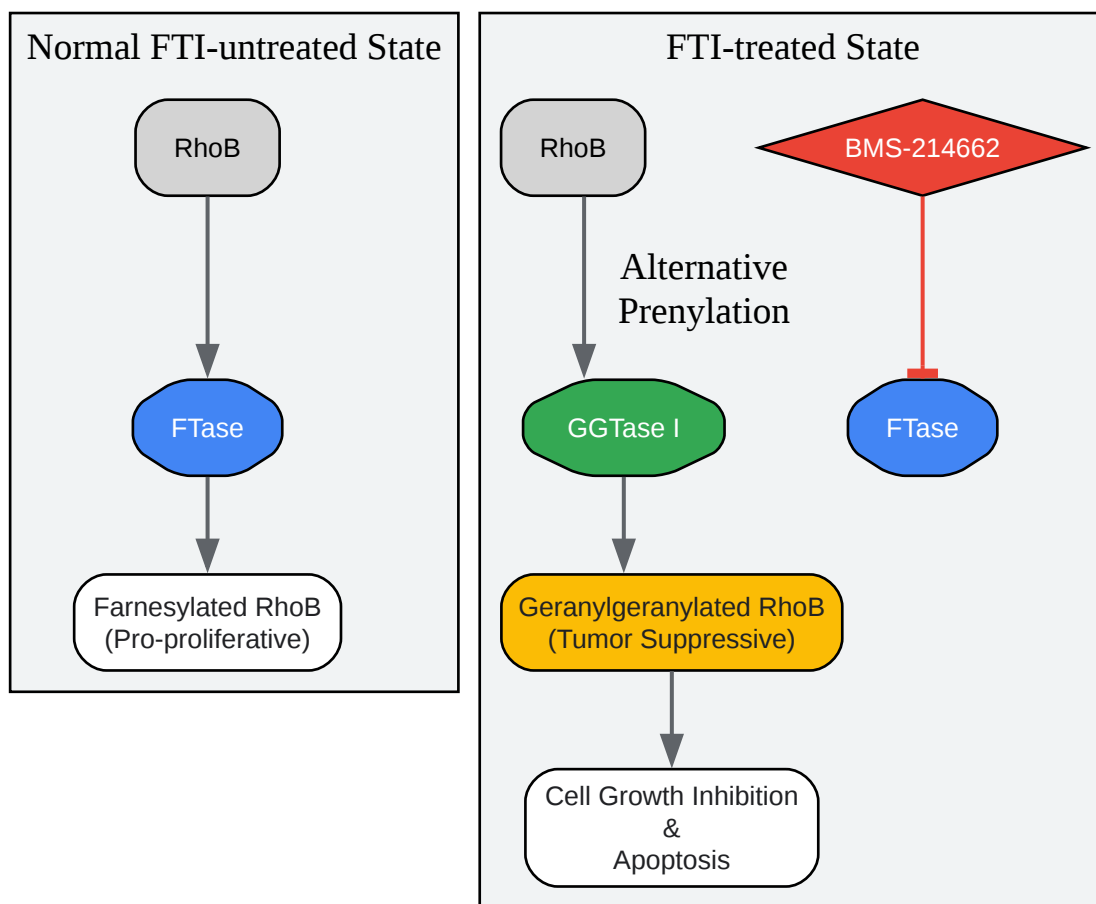 Normal FTI-untreated State
RhoB
FTase
Farnesylated RhoB
(Pro-proliferative)
FTI-treated State
RhoB
BMS-214662
Alternative
Prenylation
GGTase I
FTase
Geranylgeranylated RhoB
(Tumor Suppressive)
Cell Growth Inhibition
&
Apoptosis